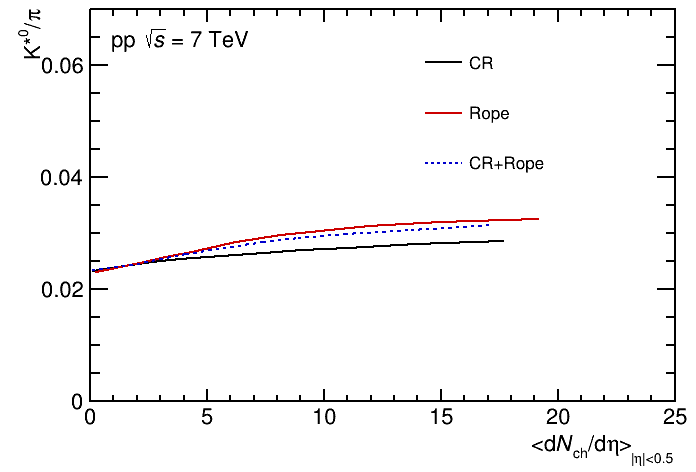 K*⁰/π
pp √s = 7 TeV
CR
Rope
CR+Rope
0.06
0.04
0.02
0
0 5 10 15 20 25
<dN_ch/dη>_|η|<0.5